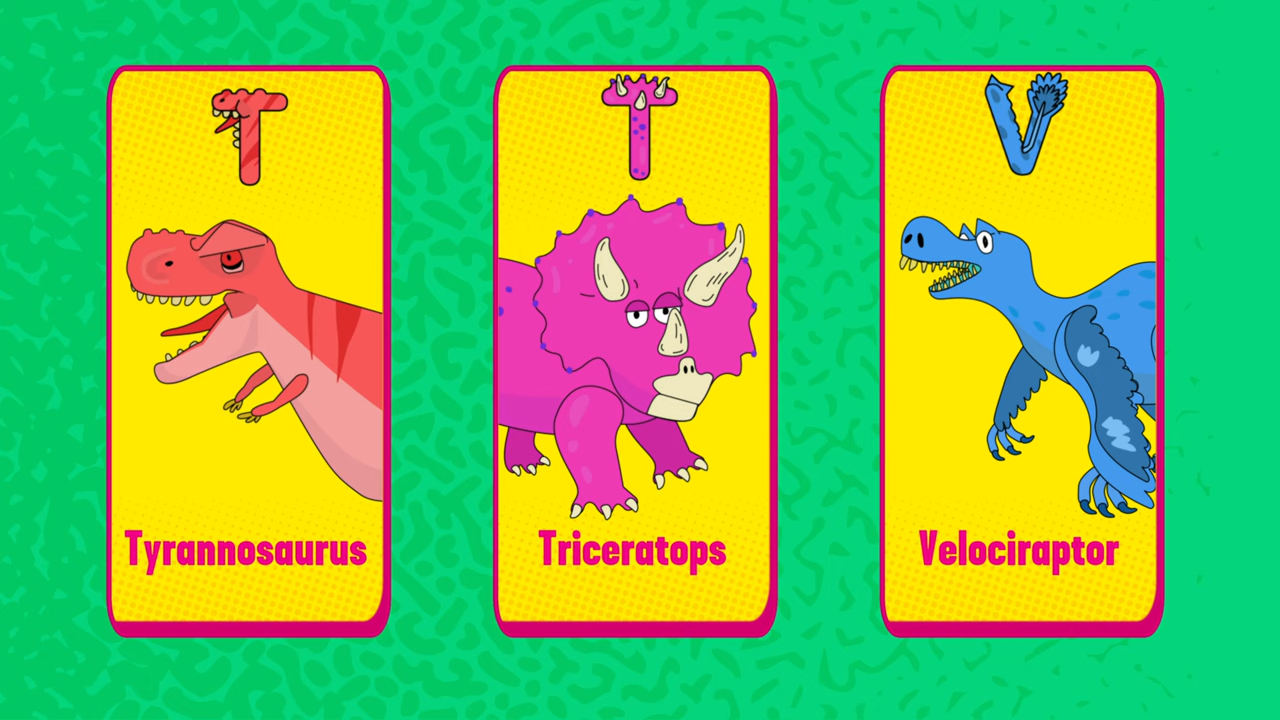 T
T
V
Tyrannosaurus
Triceratops
Velociraptor